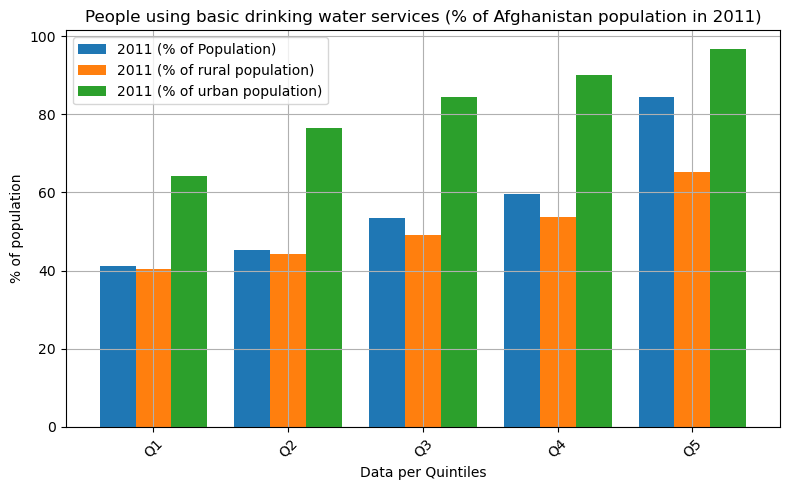 People using basic drinking water services (% of Afghanistan population in 2011)
2011 (% of Population)
2011 (% of rural population)
2011 (% of urban population)
% of population
100
80
60
40
20
0
Q1
Q2
Q3
Q4
Q5
Data per Quintiles